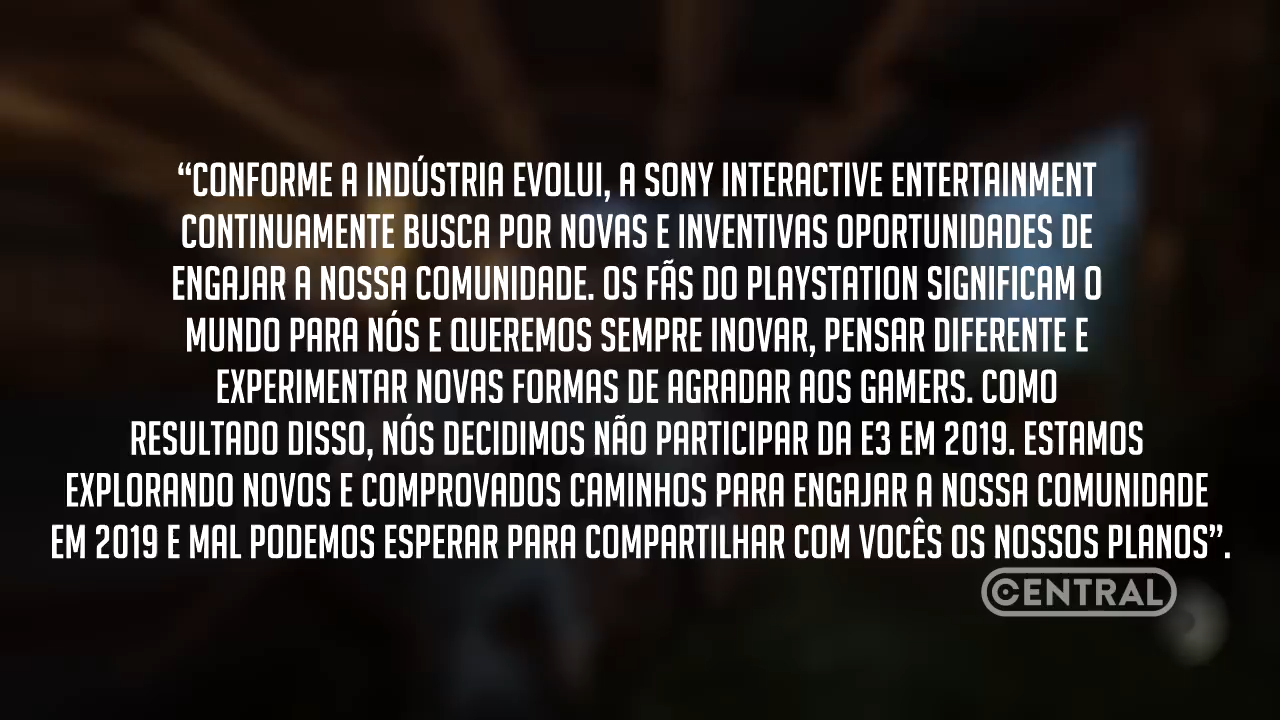 “CONFORME A INDÚSTRIA EVOLUI, A SONY INTERACTIVE ENTERTAINMENT
CONTINUAMENTE BUSCA POR NOVAS E INVENTIVAS OPORTUNIDADES DE
ENGAJAR A NOSSA COMUNIDADE. OS FÃS DO PLAYSTATION SIGNIFICAM O
MUNDO PARA NÓS E QUEREMOS SEMPRE INOVAR, PENSAR DIFERENTE E
EXPERIMENTAR NOVAS FORMAS DE AGRADAR AOS GAMERS. COMO
RESULTADO DISSO, NÓS DECIDIMOS NÃO PARTICIPAR DA E3 EM 2019. ESTAMOS
EXPLORANDO NOVOS E COMPROVADOS CAMINHOS PARA ENGAJAR A NOSSA COMUNIDADE
EM 2019 E MAL PODEMOS ESPERAR PARA COMPARTILHAR COM VOCÊS OS NOSSOS PLANOS”.
CENTRAL